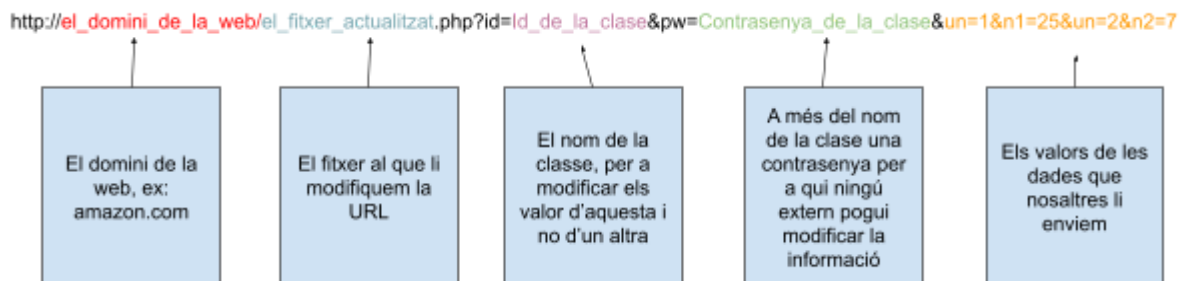 http://el_domini_de_la_web/el_fitxer_actualitzat.php?id=Id_de_la_clase&pw=Contrasenya_de_la_clase&un=1&n1=25&un=2&n2=7
El domini de la
web, ex:
amazon.com
El fitxer al que li
modifiquem la
URL
El nom de la
classe, per a
modificar els
valor d'aquesta i
no d'un altra
A més del nom
de la clase una
contrasenya per
a qui ningú
extern pogui
modificar la
informació
Els valors de les
dades que
nosaltres li
enviem